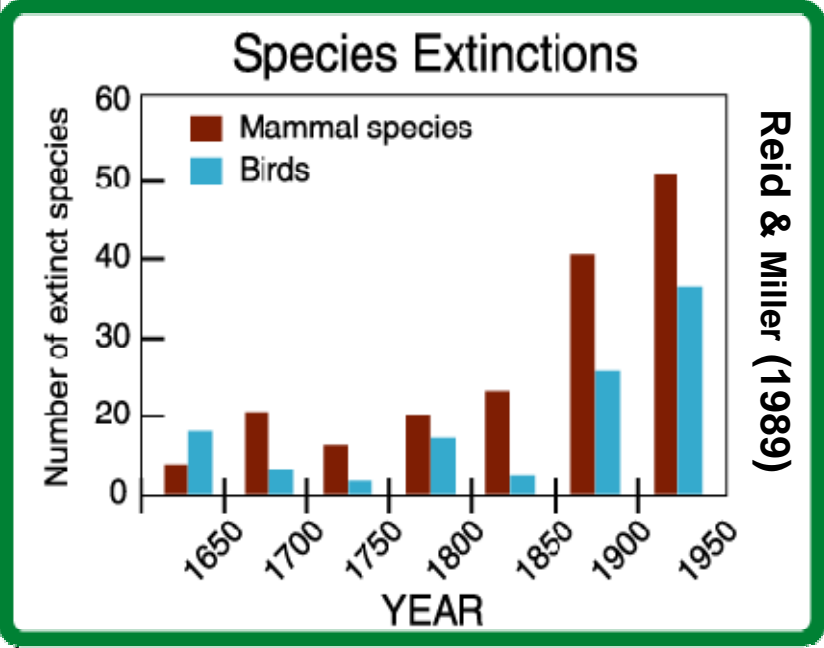 Species Extinctions
Number of extinct species
60
50
40
30
20
0
Mammal species
Birds
1650
1700
1750
1800
1850
1900
1950
YEAR
Reid & Miller (1989)